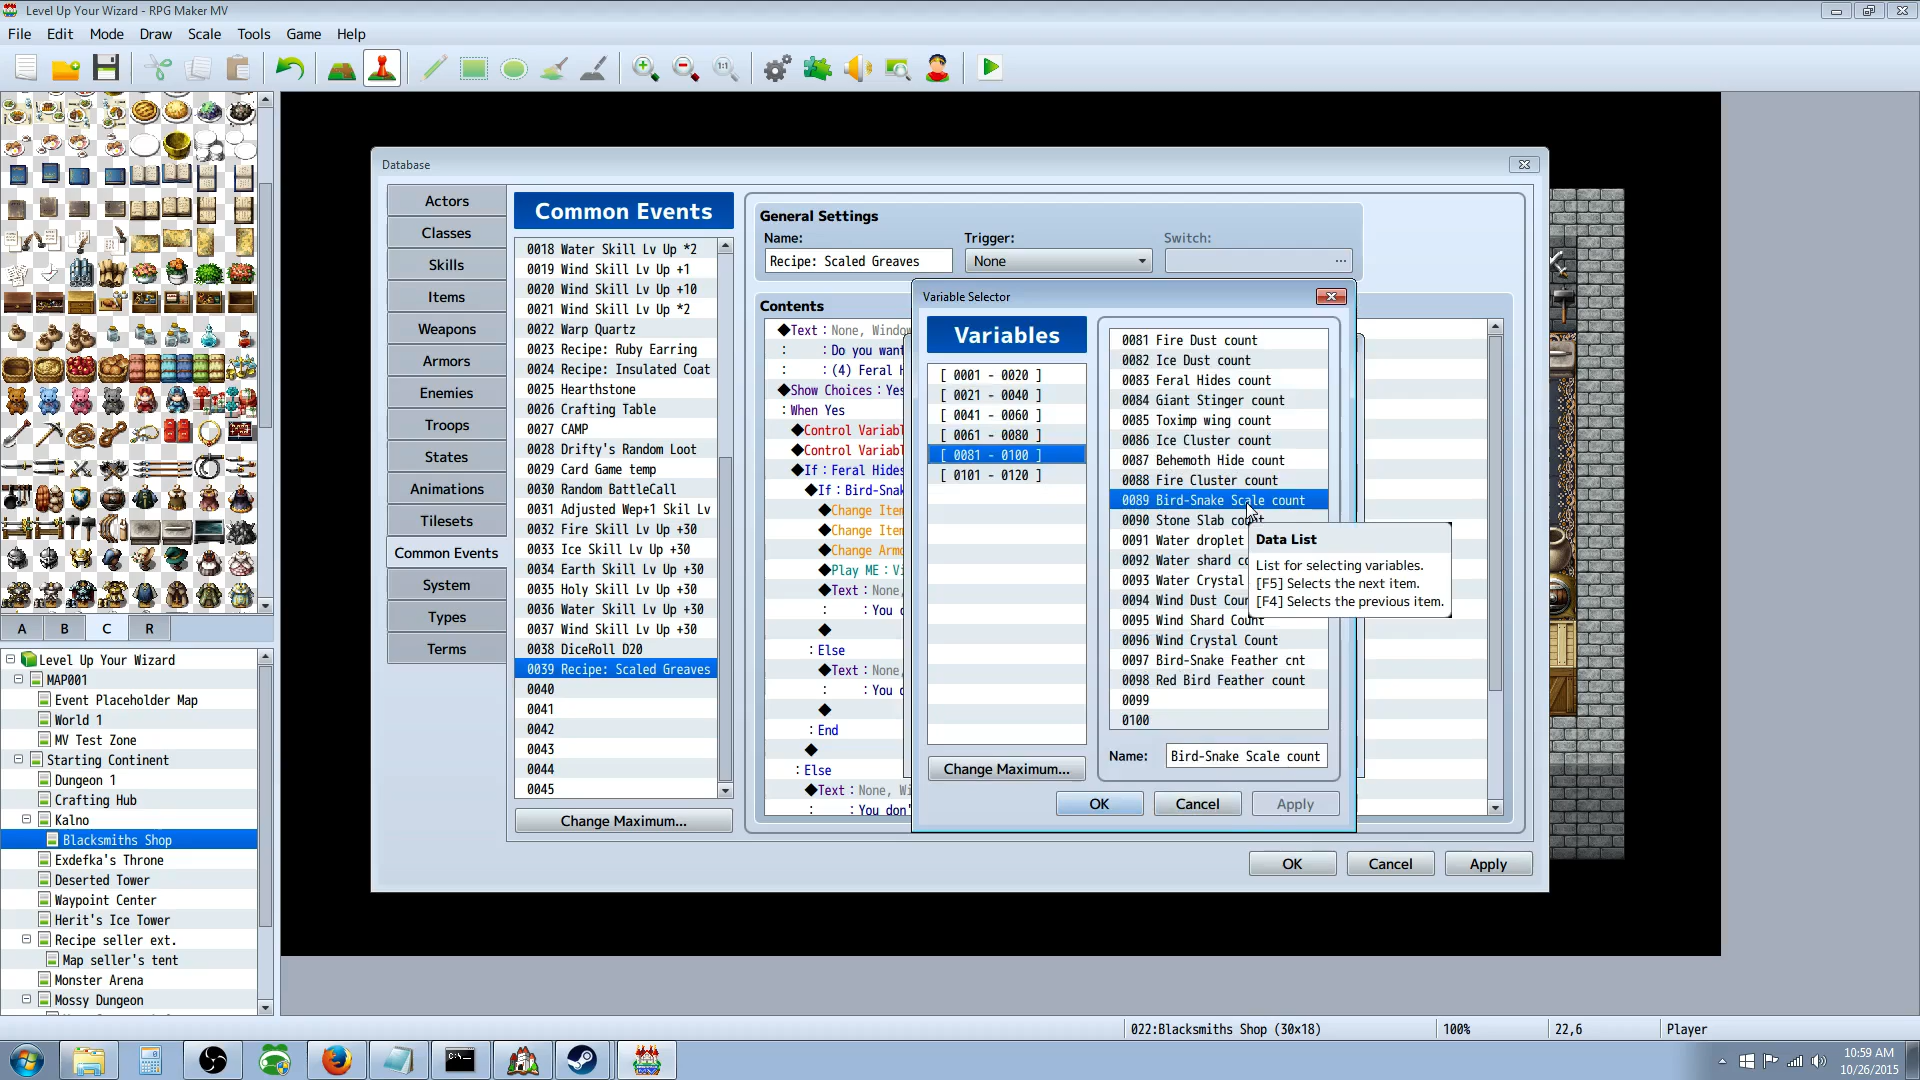 Level Up Your Wizard - RPG Maker MV
File Edit Mode Draw Scale Tools Game Help
1:1
Database
Actors
Classes
Skills
Items
Weapons
Armors
Enemies
Troops
States
Animations
Tilesets
Common Events
System
Types
Terms
Common Events
0018 Water Skill Lv Up *2
0019 Wind Skill Lv Up +1
0020 Wind Skill Lv Up +10
0021 Wind Skill Lv Up *2
0022 Warp Quartz
0023 Recipe: Ruby Earring
0024 Recipe: Insulated Coat
0025 Hearthstone
0026 Crafting Table
0027 CAMP
0028 Drifty's Random Loot
0029 Card Game temp
0030 Random BattleCall
0031 Adjusted Wep+1 Skil Lv
0032 Fire Skill Lv Up +30
0033 Ice Skill Lv Up +30
0034 Earth Skill Lv Up +30
0035 Holy Skill Lv Up +30
0036 Water Skill Lv Up +30
0037 Wind Skill Lv Up +30
0038 DiceRoll D20
0039 Recipe: Scaled Greaves
0040
0041
0042
0043
0044
0045
Change Maximum...
General Settings
Name: Trigger: Switch:
Recipe: Scaled Greaves None ...
Contents
◆Text : None, Window
: : Do you want
: : (4) Feral H
◆Show Choices : Yes
: When Yes
◆Control Variabl
◆Control Variabl
◆If : Feral Hides
◆If : Bird-Snak
◆Change Item
◆Change Item
◆Change Armo
◆Play ME : Vi
◆Text : None,
: : You c
◆
: Else
◆Text : None,
: : You d
◆
: End
◆
: Else
◆Text : None, Wi
: : You don'
Variable Selector
Variables
[ 0001 - 0020 ]
[ 0021 - 0040 ]
[ 0041 - 0060 ]
[ 0061 - 0080 ]
[ 0081 - 0100 ]
[ 0101 - 0120 ]
Change Maximum...
0081 Fire Dust count
0082 Ice Dust count
0083 Feral Hides count
0084 Giant Stinger count
0085 Toximp wing count
0086 Ice Cluster count
0087 Behemoth Hide count
0088 Fire Cluster count
0089 Bird-Snake Scale count
0090 Stone Slab count
0091 Water droplet
0092 Water shard co
0093 Water Crystal
0094 Wind Dust Coun
0095 Wind Shard Count
0096 Wind Crystal Count
0097 Bird-Snake Feather cnt
0098 Red Bird Feather count
0099
0100
Name: Bird-Snake Scale count
OK Cancel Apply
Data List
List for selecting variables.
[F5] Selects the next item.
[F4] Selects the previous item.
OK Cancel Apply
A B C R
Level Up Your Wizard
MAP001
Event Placeholder Map
World 1
MV Test Zone
Starting Continent
Dungeon 1
Crafting Hub
Kalno
Blacksmiths Shop
Exdefka's Throne
Deserted Tower
Waypoint Center
Herit's Ice Tower
Recipe seller ext.
Map seller's tent
Monster Arena
Mossy Dungeon
022:Blacksmiths Shop (30x18) 100% 22,6 Player
10:59 AM
10/26/2015